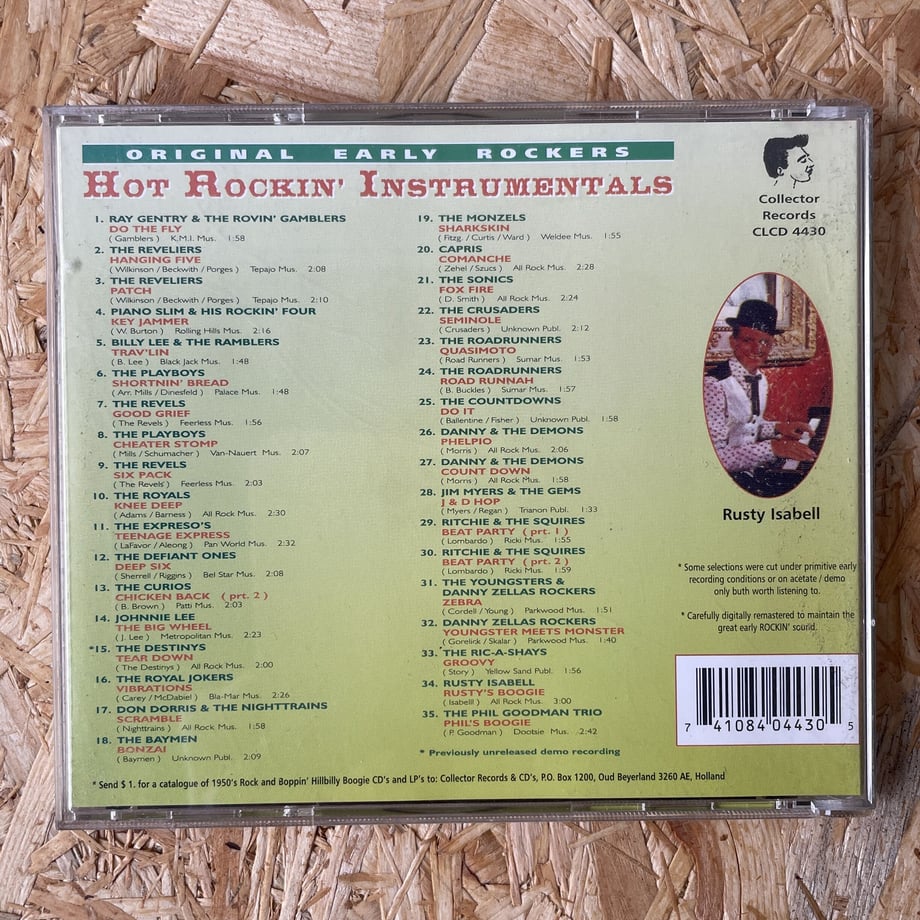 ORIGINAL EARLY ROCKERS
HOT ROCKIN' INSTRUMENTALS
1. RAY GENTRY & THE ROVIN' GAMBLERS
DO THE FLY
( Gamblers ) K.M.I. Mus. 1:58
2. THE REVELIERS
HANGING FIVE
( Wilkinson / Beckwith / Porges ) Tepajo Mus. 2:08
3. THE REVELIERS
PATCH
( Wilkinson / Beckwith / Porges ) Tepajo Mus. 2:10
4. PIANO SLIM & HIS ROCKIN' FOUR
KEY JAMMER
( W. Burton ) Rolling Hills Mus. 2:16
5. BILLY LEE & THE RAMBLERS
TRAV'LIN
( B. Lee ) Black Jack Mus. 1:48
6. THE PLAYBOYS
SHORTNIN' BREAD
( Arr. Mills / Dinesfeld ) Palace Mus. 1:48
7. THE REVELS
GOOD GRIEF
( The Revels ) Feerless Mus. 1:56
8. THE PLAYBOYS
CHEATER STOMP
( Mills / Schumacher ) Van-Nauert Mus. 2:07
9. THE REVELS
SIX PACK
( The Revels ) Feerless Mus. 2:03
10. THE ROYALS
KNEE DEEP
( Adams / Barness ) All Rock Mus. 2:30
11. THE EXPRESO'S
TEENAGE EXPRESS
( LaFavor / Aleong ) Pan World Mus. 2:32
12. THE DEFIANT ONES
DEEP SIX
( Sherrell / Riggins ) Bel Star Mus. 2:08
13. THE CURIOS
CHICKEN BACK ( prt. 2 )
( B. Brown ) Patti Mus. 2:03
14. JOHNNIE LEE
THE BIG WHEEL
( J. Lee ) Metropolitan Mus. 2:23
*15. THE DESTINYS
TEAR DOWN
( The Destinys ) All Rock Mus. 2:00
16. THE ROYAL JOKERS
VIBRATIONS
( Carey / McDabiel ) Bla-Mar Mus. 2:26
17. DON DORRIS & THE NIGHTTRAINS
SCRAMBLE
( Nighttrains ) All Rock Mus. 1:58
18. THE BAYMEN
BONZAI
( Baymen ) Unknown Publ. 2:09
19. THE MONZELS
SHARKSKIN
( Fitzg. / Curtis / Ward ) Weldee Mus. 1:55
20. CAPRIS
COMANCHE
( Zehel / Szucs ) All Rock Mus. 2:28
21. THE SONICS
FOX FIRE
( D. Smith ) All Rock Mus. 2:24
22. THE CRUSADERS
SEMINOLE
( Crusaders ) Unknown Publ. 2:12
23. THE ROADRUNNERS
QUASIMOTO
( Road Runners ) Sumar Mus. 1:53
24. THE ROADRUNNERS
ROAD RUNNAH
( B. Buckles ) Sumar Mus. 1:57
25. THE COUNTDOWNS
DO IT
( Ballentine / Fisher ) Unknown Publ. 1:58
26. DANNY & THE DEMONS
PHELPIO
( Morris ) All Rock Mus. 2:06
27. DANNY & THE DEMONS
COUNT DOWN
( Morris ) All Rock Mus. 1:58
28. JIM MYERS & THE GEMS
J & D HOP
( Myers / Regan ) Trianon Publ. 1:33
29. RITCHIE & THE SQUIRES
BEAT PARTY ( prt. 1 )
( Lombardo ) Ricki Mus. 1:55
30. RITCHIE & THE SQUIRES
BEAT PARTY ( prt. 2 )
( Lombardo ) Ricki Mus. 1:59
31. THE YOUNGSTERS &
DANNY ZELLAS ROCKERS
ZEBRA
( Cordell / Young ) Parkwood Mus. 1:51
32. DANNY ZELLAS ROCKERS
YOUNGSTER MEETS MONSTER
( Gorelick / Skalar ) Parkwood Mus. 1:40
33. THE RIC-A-SHAYS
GROOVY
( Story ) Yellow Sand Publ. 1:56
34. RUSTY ISABELL
RUSTY'S BOOGIE
( Isabelll ) All Rock Mus. 3:00
35. THE PHIL GOODMAN TRIO
PHIL'S BOOGIE
( P. Goodman ) Dootsie Mus. 2:42
* Previously unreleased demo recording
Collector
Records
CLCD 4430
Rusty Isabell
* Some selections were cut under primitive early
recording conditions or on acetate / demo
only buth worth listening to.
* Carefully digitally remastered to maintain the
great early ROCKIN' sound.
7 41084 04430 5
* Send $ 1. for a catalogue of 1950's Rock and Boppin' Hillbilly Boogie CD's and LP's to: Collector Records & CD's, P.O. Box 1200, Oud Beyerland 3260 AE, Holland